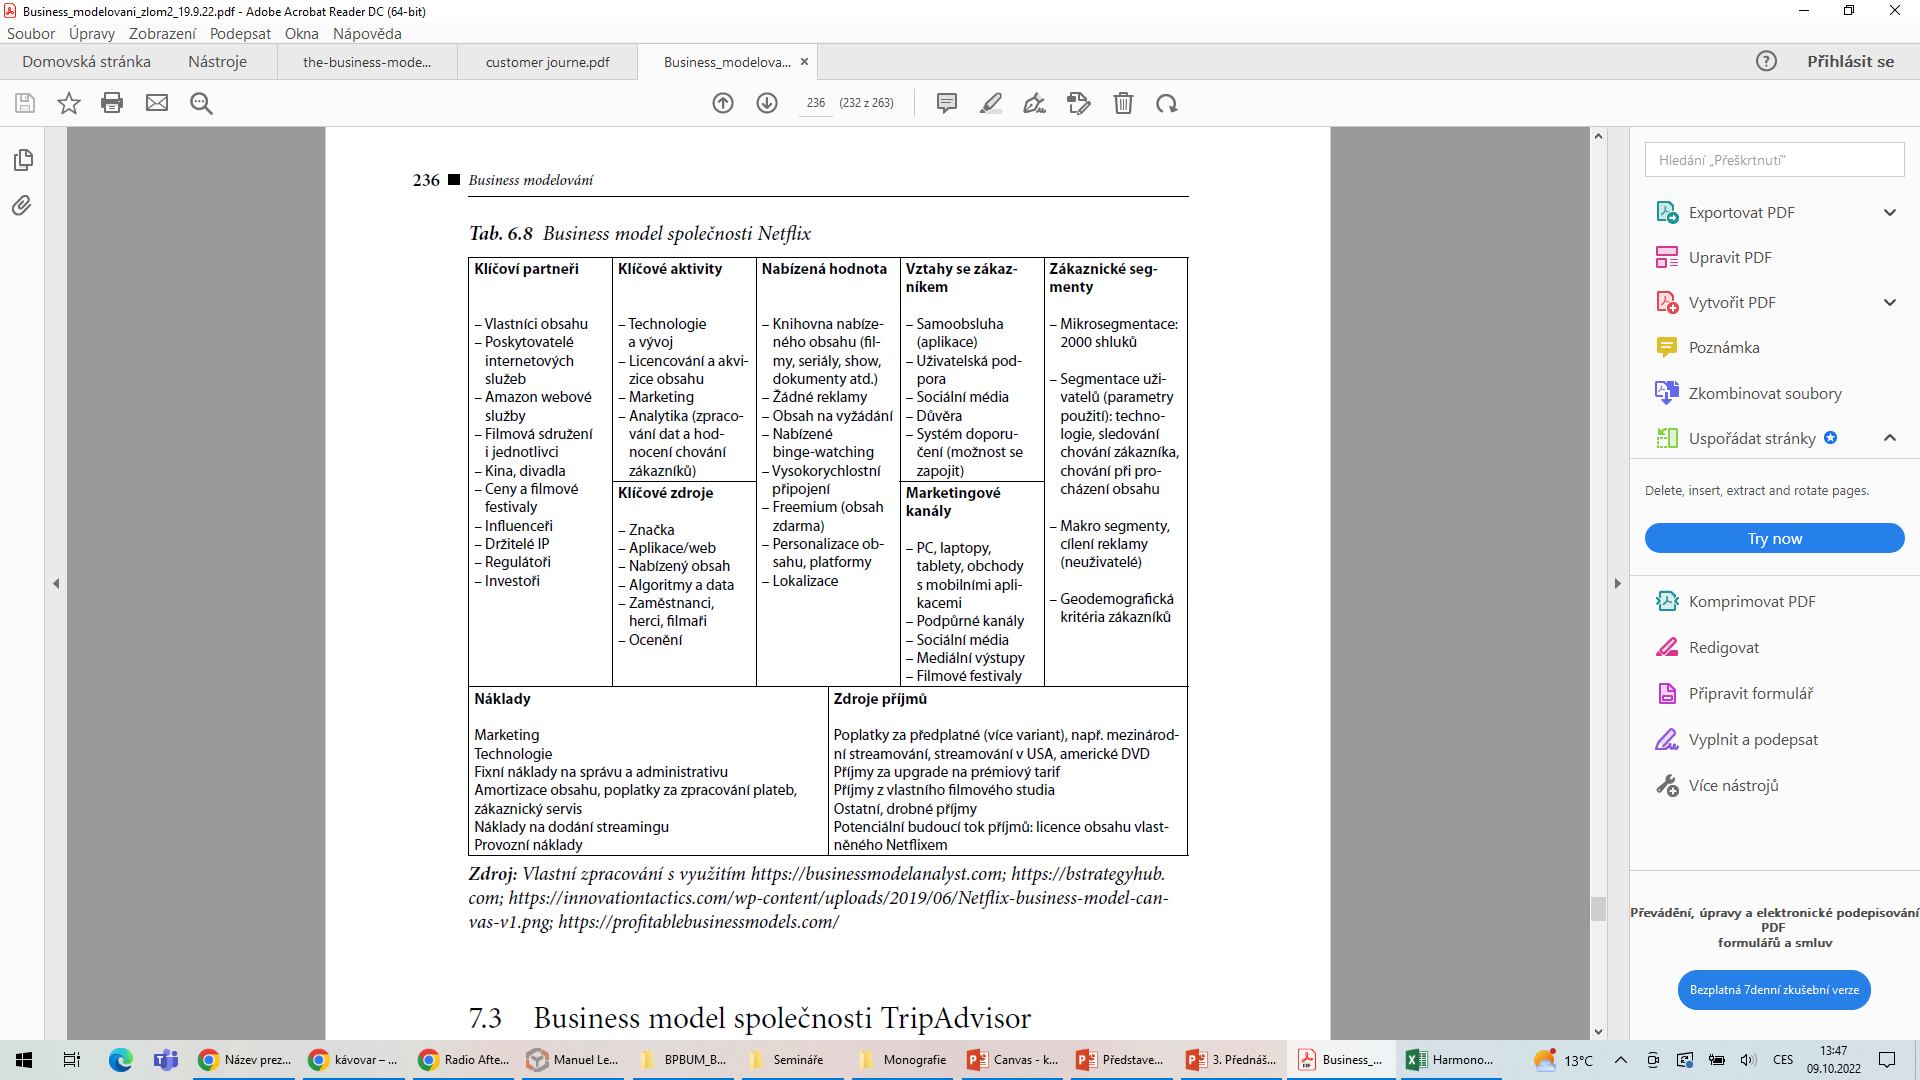 Business_modelovani_zlom2_19.9.22.pdf - Adobe Acrobat Reader DC (64-bit)
Soubor Úpravy Zobrazení Podepsat Okna Nápověda
Domovská stránka Nástroje the-business-mode... customer journe.pdf Business_modelova... × Přihlásit se
236 (232 z 263)
236 Business modelování
Tab. 6.8 Business model společnosti Netflix
Klíčoví partneři
– Vlastníci obsahu
– Poskytovatelé
internetových
služeb
– Amazon webové
služby
– Filmová sdružení
i jednotlivci
– Kina, divadla
– Ceny a filmové
festivaly
– Influenceři
– Držitelé IP
– Regulátoři
– Investoři
Klíčové aktivity
– Technologie
a vývoj
– Licencování a akvi-
zice obsahu
– Marketing
– Analytika (zpraco-
vání dat a hod-
nocení chování
zákazníků)
Klíčové zdroje
– Značka
– Aplikace/web
– Nabízený obsah
– Algoritmy a data
– Zaměstnanci,
herci, filmaři
– Ocenění
Nabízená hodnota
– Knihovna nabíze-
ného obsahu (fil-
my, seriály, show,
dokumenty atd.)
– Žádné reklamy
– Obsah na vyžádání
– Nabízené
binge-watching
– Vysokorychlostní
připojení
– Freemium (obsah
zdarma)
– Personalizace ob-
sahu, platformy
– Lokalizace
Vztahy se zákaz-
níkem
– Samoobsluha
(aplikace)
– Uživatelská pod-
pora
– Sociální média
– Důvěra
– Systém doporu-
čení (možnost se
zapojit)
Marketingové
kanály
– PC, laptopy,
tablety, obchody
s mobilními apli-
kacemi
– Podpůrné kanály
– Sociální média
– Mediální výstupy
– Filmové festivaly
Zákaznické seg-
menty
– Mikrosegmentace:
2000 shluků
– Segmentace uži-
vatelů (parametry
použití): techno-
logie, sledování
chování zákazníka,
chování při pro-
cházení obsahu
– Makro segmenty,
cílení reklamy
(neuživatelé)
– Geodemografická
kritéria zákazníků
Náklady
Marketing
Technologie
Fixní náklady na správu a administrativu
Amortizace obsahu, poplatky za zpracování plateb,
zákaznický servis
Náklady na dodání streamingu
Provozní náklady
Zdroje příjmů
Poplatky za předplatné (více variant), např. mezinárod-
ní streamování, streamování v USA, americké DVD
Příjmy za upgrade na prémiový tarif
Příjmy z vlastního filmového studia
Ostatní, drobné příjmy
Potenciální budoucí tok příjmů: licence obsahu vlast-
něného Netflixem
Zdroj: Vlastní zpracování s využitím https://businessmodelanalyst.com; https://bstrategyhub.
com; https://innovationtactics.com/wp-content/uploads/2019/06/Netflix-business-model-can-
vas-v1.png; https://profitablebusinessmodels.com/
7.3 Business model společnosti TripAdvisor
Hledání „Přeškrtnutí"
Exportovat PDF
Upravit PDF
Vytvořit PDF
Poznámka
Zkombinovat soubory
Uspořádat stránky
Delete, insert, extract and rotate pages.
Try now
Komprimovat PDF
Redigovat
Připravit formulář
Vyplnit a podepsat
Více nástrojů
Převádění, úpravy a elektronické podepisování
PDF
formulářů a smluv
Bezplatná 7denní zkušební verze
Název prez... kávovar – ... Radio Afte... Manuel Le... BPBUM_B... Semináře Monografie Canvas - k... Představe... 3. Přednáš... Business_... Harmono... 13°C CES 13:47
09.10.2022